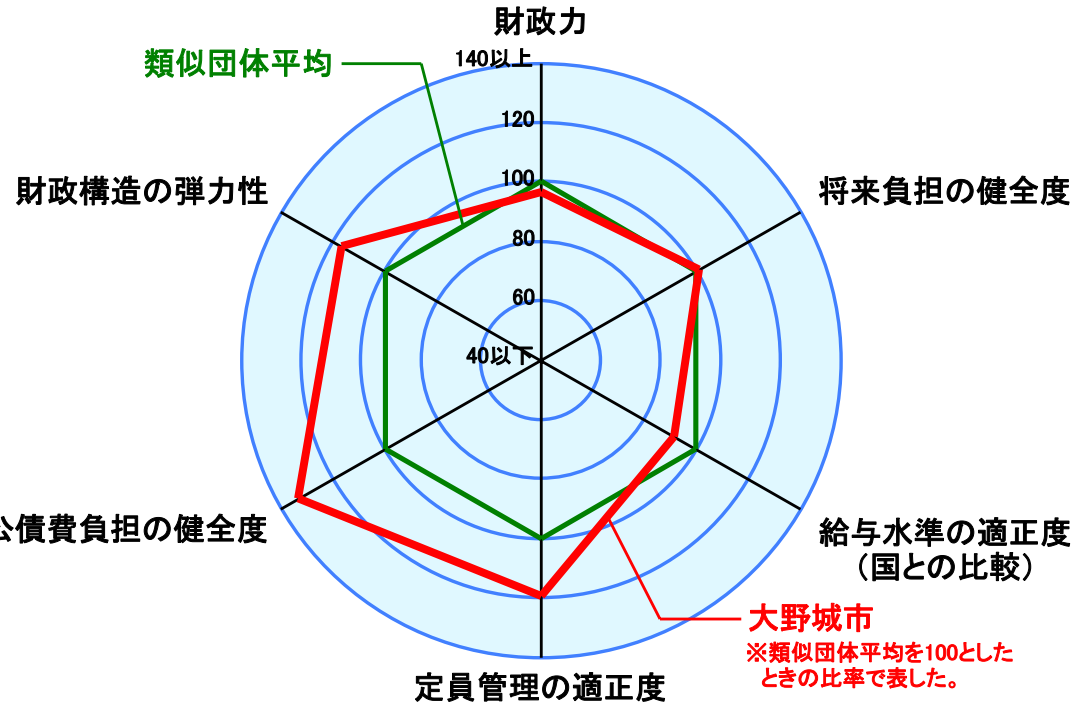 財政力
類似団体平均
140以上
120
100
80
60
40以下
財政構造の弾力性
将来負担の健全度
公債費負担の健全度
給与水準の適正度
（国との比較）
大野城市
※類似団体平均を100とした
ときの比率で表した。
定員管理の適正度